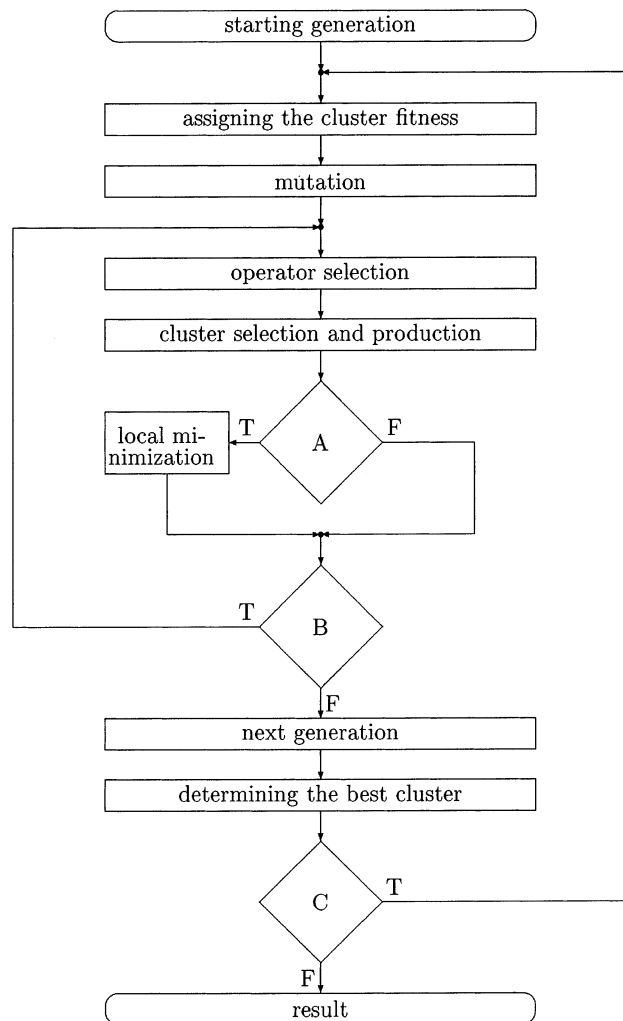 starting generation
assigning the cluster fitness
mutation
operator selection
cluster selection and production
T
F
local mi-
nimization
A
T
B
F
next generation
determining the best cluster
T
C
F
result